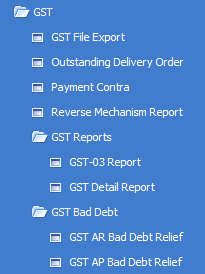 GST
GST File Export
Outstanding Delivery Order
Payment Contra
Reverse Mechanism Report
GST Reports
GST-03 Report
GST Detail Report
GST Bad Debt
GST AR Bad Debt Relief
GST AP Bad Debt Relief